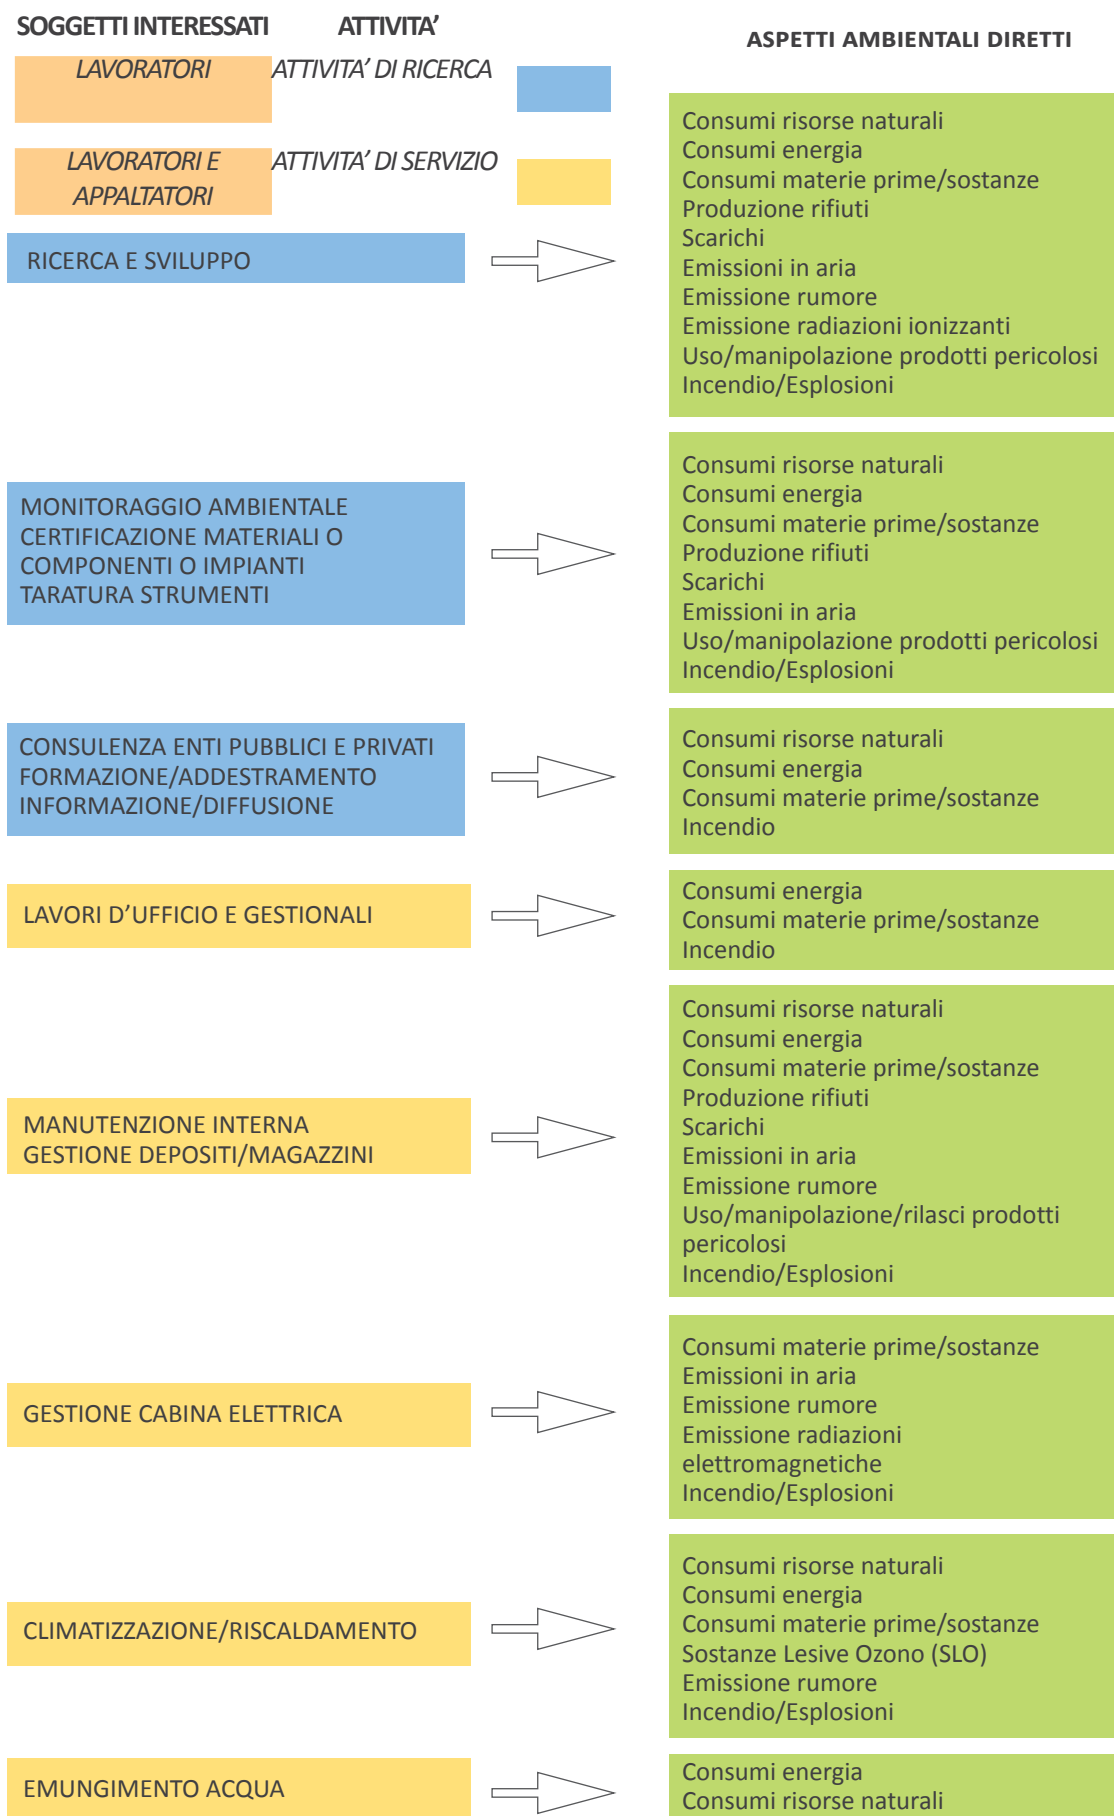 SOGGETTI INTERESSATI
ATTIVITA’
ASPETTI AMBIENTALI DIRETTI
LAVORATORI
ATTIVITA’ DI RICERCA
LAVORATORI E
APPALTATORI
ATTIVITA’ DI SERVIZIO
RICERCA E SVILUPPO
Consumi risorse naturali
Consumi energia
Consumi materie prime/sostanze
Produzione rifiuti
Scarichi
Emissioni in aria
Emissione rumore
Emissione radiazioni ionizzanti
Uso/manipolazione prodotti pericolosi
Incendio/Esplosioni
MONITORAGGIO AMBIENTALE
CERTIFICAZIONE MATERIALI O
COMPONENTI O IMPIANTI
TARATURA STRUMENTI
Consumi risorse naturali
Consumi energia
Consumi materie prime/sostanze
Produzione rifiuti
Scarichi
Emissioni in aria
Uso/manipolazione prodotti pericolosi
Incendio/Esplosioni
CONSULENZA ENTI PUBBLICI E PRIVATI
FORMAZIONE/ADDESTRAMENTO
INFORMAZIONE/DIFFUSIONE
Consumi risorse naturali
Consumi energia
Consumi materie prime/sostanze
Incendio
LAVORI D’UFFICIO E GESTIONALI
Consumi energia
Consumi materie prime/sostanze
Incendio
MANUTENZIONE INTERNA
GESTIONE DEPOSITI/MAGAZZINI
Consumi risorse naturali
Consumi energia
Consumi materie prime/sostanze
Produzione rifiuti
Scarichi
Emissioni in aria
Emissione rumore
Uso/manipolazione/rilasci prodotti
pericolosi
Incendio/Esplosioni
GESTIONE CABINA ELETTRICA
Consumi materie prime/sostanze
Emissioni in aria
Emissione rumore
Emissione radiazioni
elettromagnetiche
Incendio/Esplosioni
CLIMATIZZAZIONE/RISCALDAMENTO
Consumi risorse naturali
Consumi energia
Consumi materie prime/sostanze
Sostanze Lesive Ozono (SLO)
Emissione rumore
Incendio/Esplosioni
EMUNGIMENTO ACQUA
Consumi energia
Consumi risorse naturali